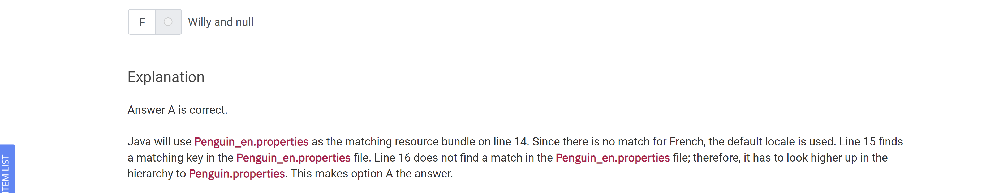 F Willy and null
Explanation
Answer A is correct.
Java will use Penguin_en.properties as the matching resource bundle on line 14. Since there is no match for French, the default locale is used. Line 15 finds
a matching key in the Penguin_en.properties file. Line 16 does not find a match in the Penguin_en.properties file; therefore, it has to look higher up in the
hierarchy to Penguin.properties. This makes option A the answer.
ITEM LIST